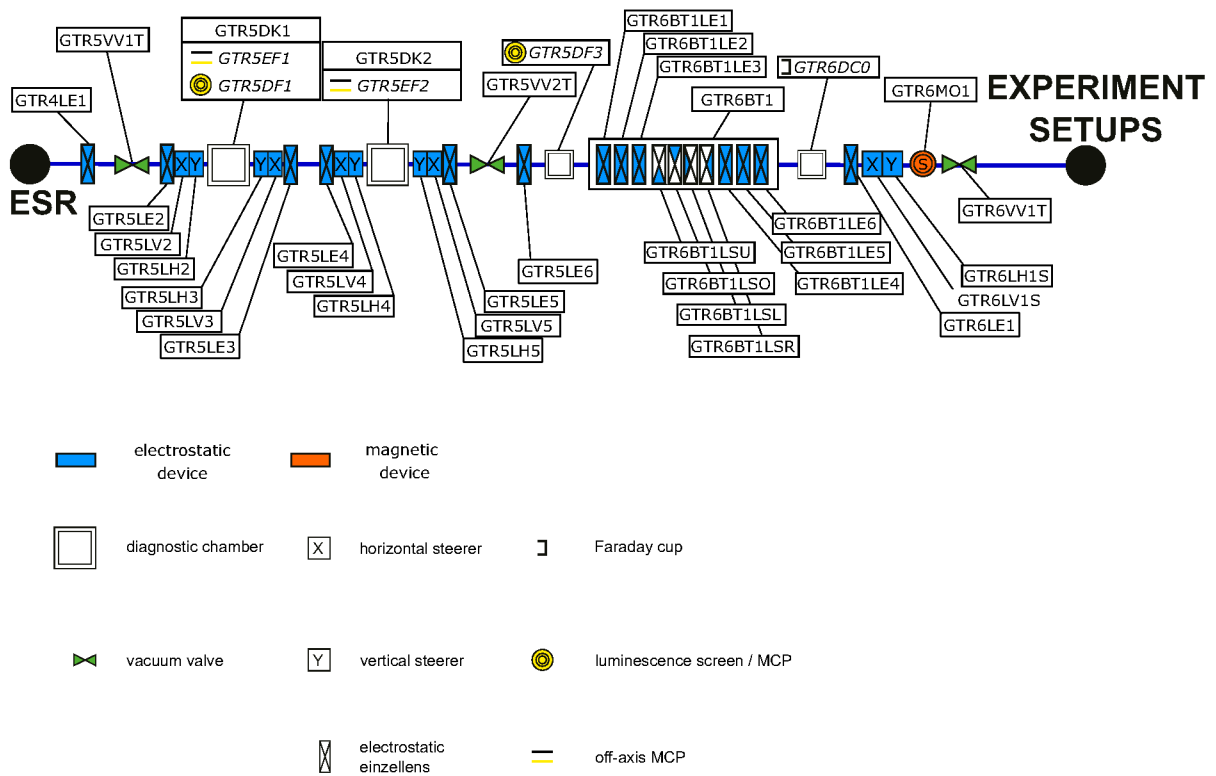 GTR5VV1T
GTR5DK1
GTR5EF1
GTR5DF1
GTR5DK2
GTR5EF2
GTR5DF3
GTR5VV2T
GTR6BT1LE1
GTR6BT1LE2
GTR6BT1LE3
GTR6BT1
GTR6DC0
GTR6MO1
EXPERIMENT
SETUPS
GTR4LE1
ESR
X Y
Y X
X Y
Y X
X Y
S
GTR5LE2
GTR5LV2
GTR5LH2
GTR5LH3
GTR5LV3
GTR5LE3
GTR5LE4
GTR5LV4
GTR5LH4
GTR5LE6
GTR5LE5
GTR5LV5
GTR5LH5
GTR6BT1LSU
GTR6BT1LSO
GTR6BT1LSL
GTR6BT1LSR
GTR6BT1LE6
GTR6BT1LE5
GTR6BT1LE4
GTR6VV1T
GTR6LH1S
GTR6LV1S
GTR6LE1
electrostatic
device
magnetic
device
diagnostic chamber
X
horizontal steerer
Faraday cup
vacuum valve
Y
vertical steerer
luminescence screen / MCP
electrostatic
einzellens
off-axis MCP